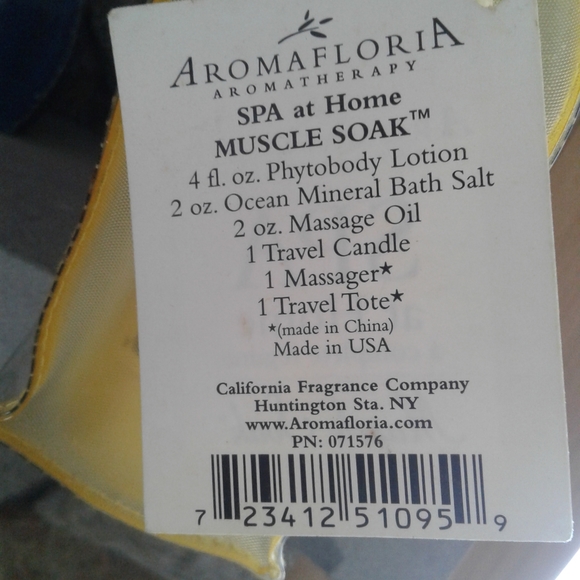 AROMAFLORIA
AROMATHERAPY
SPA at Home
MUSCLE SOAK™
4 fl. oz. Phytobody Lotion
2 oz. Ocean Mineral Bath Salt
2 oz. Massage Oil
1 Travel Candle
1 Massager★
1 Travel Tote★
★(made in China)
Made in USA
California Fragrance Company
Huntington Sta. NY
www.Aromafloria.com
PN: 071576
7 23412 51095 9